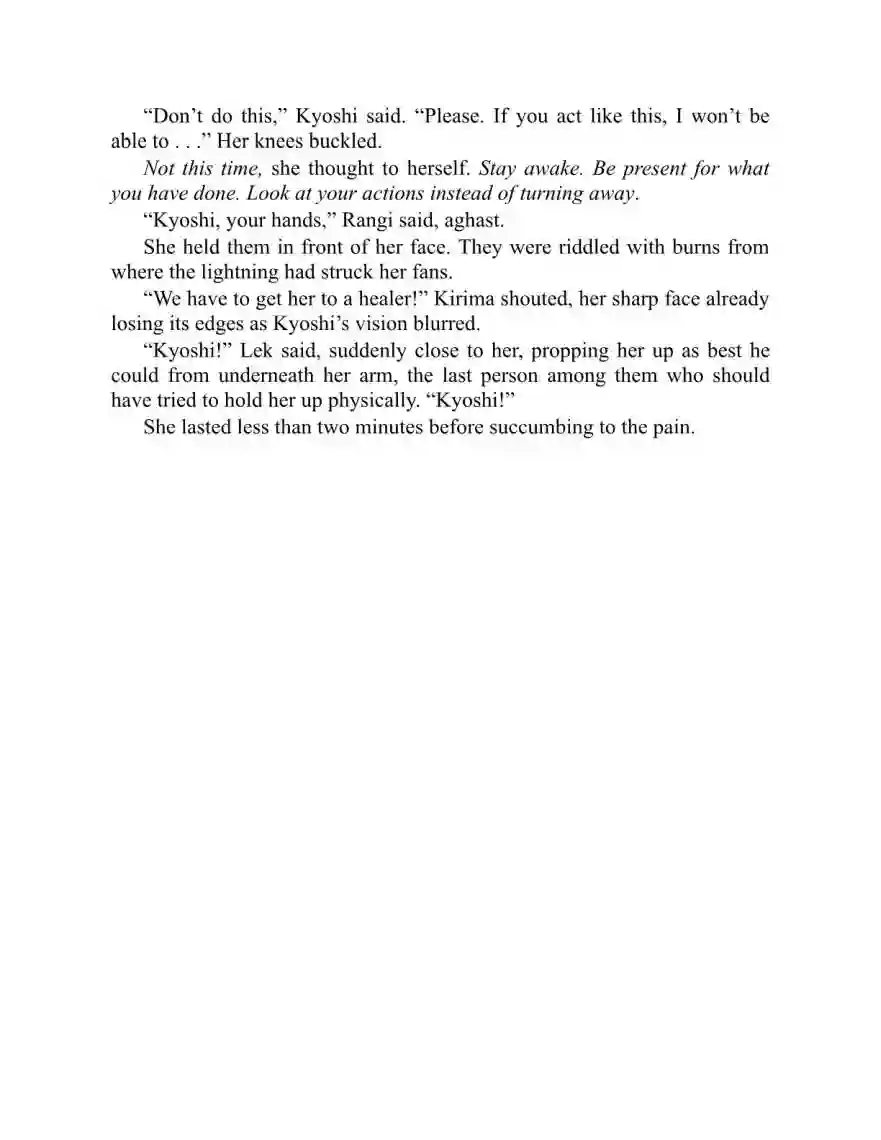 “Don’t do this,” Kyoshi said. “Please. If you act like this, I won’t be
able to . . .” Her knees buckled.
Not this time, she thought to herself. Stay awake. Be present for what
you have done. Look at your actions instead of turning away.
“Kyoshi, your hands,” Rangi said, aghast.
She held them in front of her face. They were riddled with burns from
where the lightning had struck her fans.
“We have to get her to a healer!” Kirima shouted, her sharp face already
losing its edges as Kyoshi’s vision blurred.
“Kyoshi!” Lek said, suddenly close to her, propping her up as best he
could from underneath her arm, the last person among them who should
have tried to hold her up physically. “Kyoshi!”
She lasted less than two minutes before succumbing to the pain.